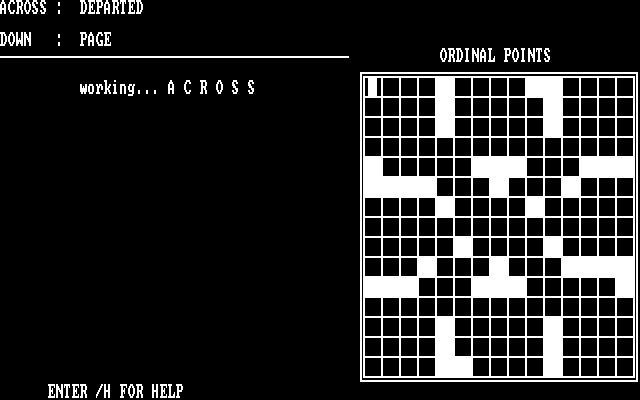 ACROSS : DEPARTED
DOWN : PAGE
ORDINAL POINTS
working... A C R O S S
ENTER /H FOR HELP